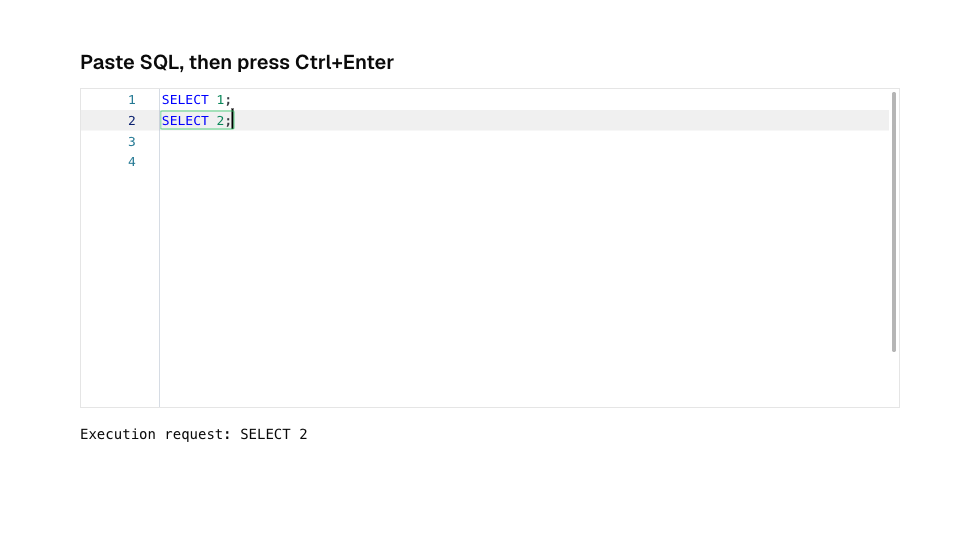 Paste SQL, then press Ctrl+Enter
1 SELECT 1;
2 SELECT 2;
3
4
Execution request: SELECT 2